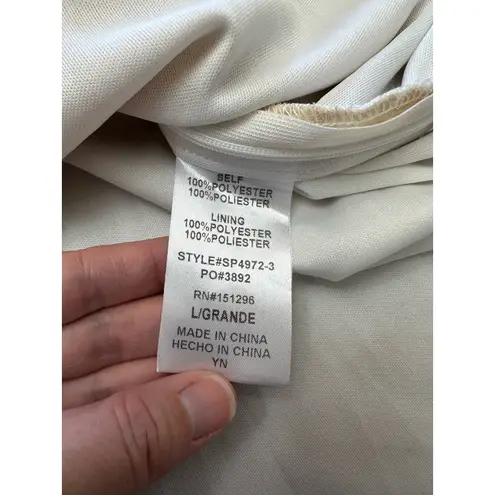 SELF
100%POLYESTER
100%POLIESTER
LINING
100%POLYESTER
100%POLIESTER
STYLE#SP4972-3
PO#3892
RN#151296
L/GRANDE
MADE IN CHINA
HECHO IN CHINA
YN